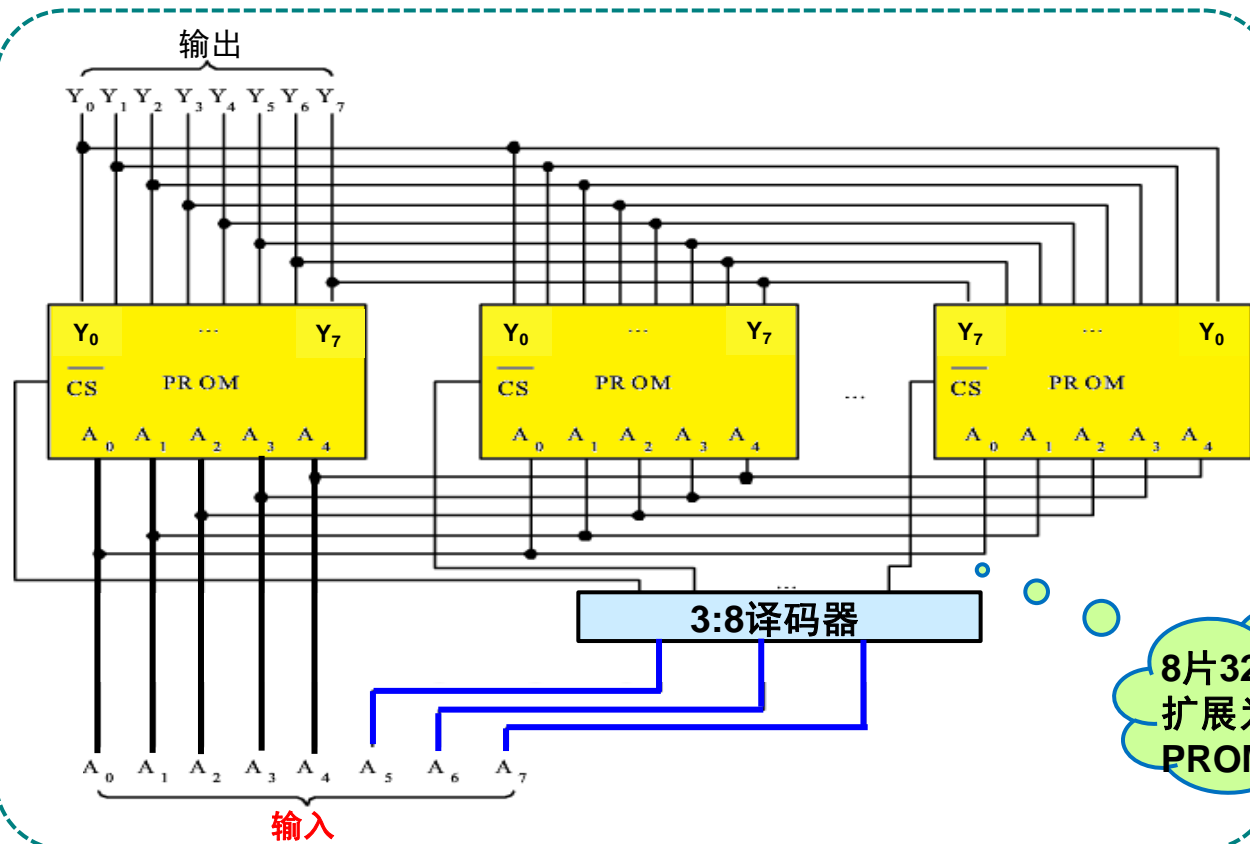 输出
Y0 Y1 Y2 Y3 Y4 Y5 Y6 Y7
Y0 ... Y7
Y0 ... Y7
Y7 ... Y0
CS PROM
CS PROM
...
CS PROM
A0 A1 A2 A3 A4
A0 A1 A2 A3 A4
A0 A1 A2 A3 A4
...
3:8译码器
8片32
扩展
PROM
A0 A1 A2 A3 A4 A5 A6 A7
输入